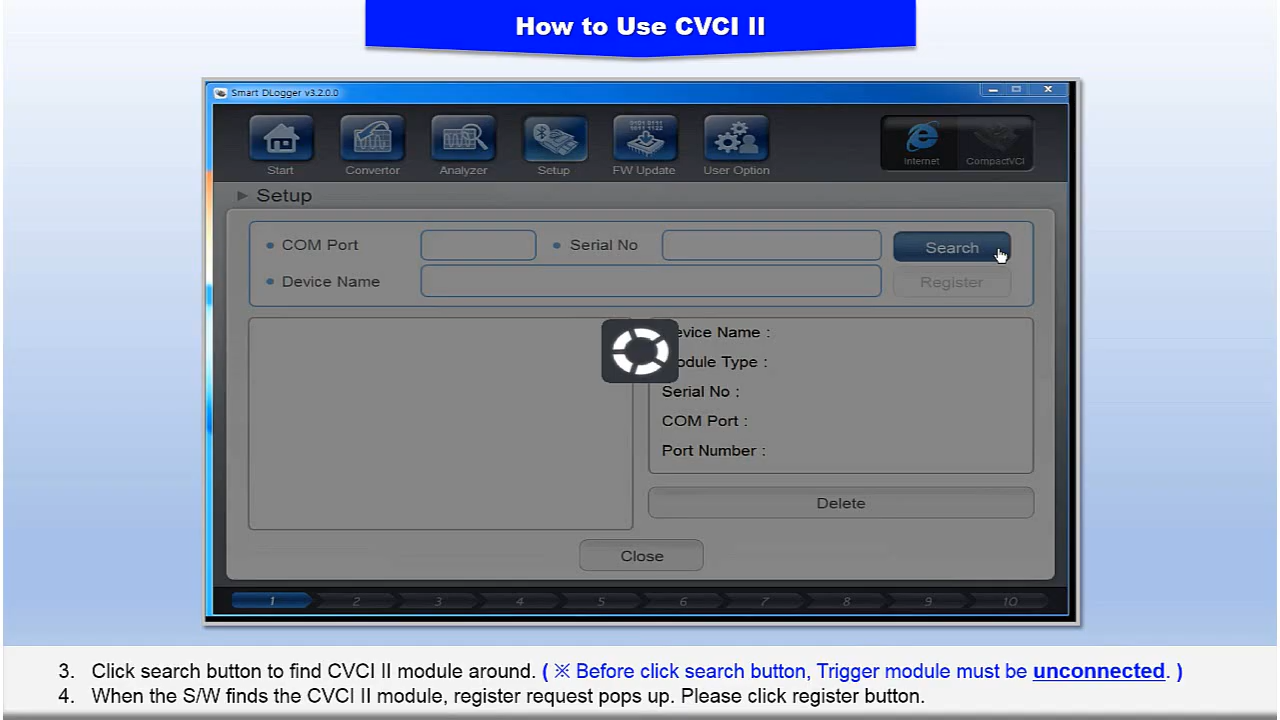 How to Use CVCI II
Smart DLogger v3.2.0.0
Start Convertor Analyzer Setup FW Update User Option Internet CompactVCI
Setup
COM Port Serial No Search
Device Name Register
evice Name :
odule Type :
Serial No :
COM Port :
Port Number :
Delete
Close
1 2 3 4 5 6 7 8 9 10
3. Click search button to find CVCI II module around. ( ※ Before click search button, Trigger module must be unconnected. )
4. When the S/W finds the CVCI II module, register request pops up. Please click register button.